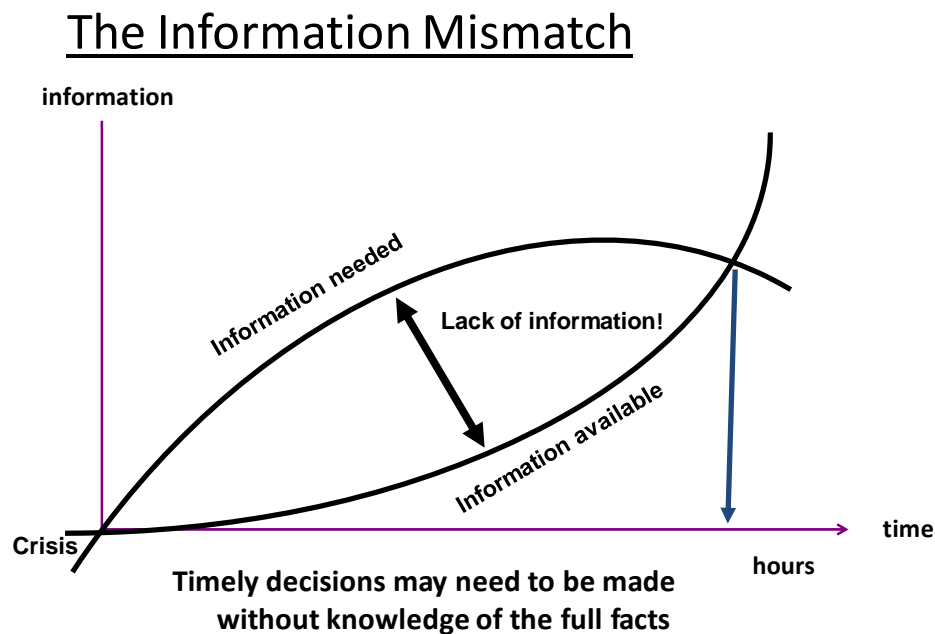 The Information Mismatch
information
Information needed
Lack of information!
Information available
Crisis
time
hours
Timely decisions may need to be made
without knowledge of the full facts